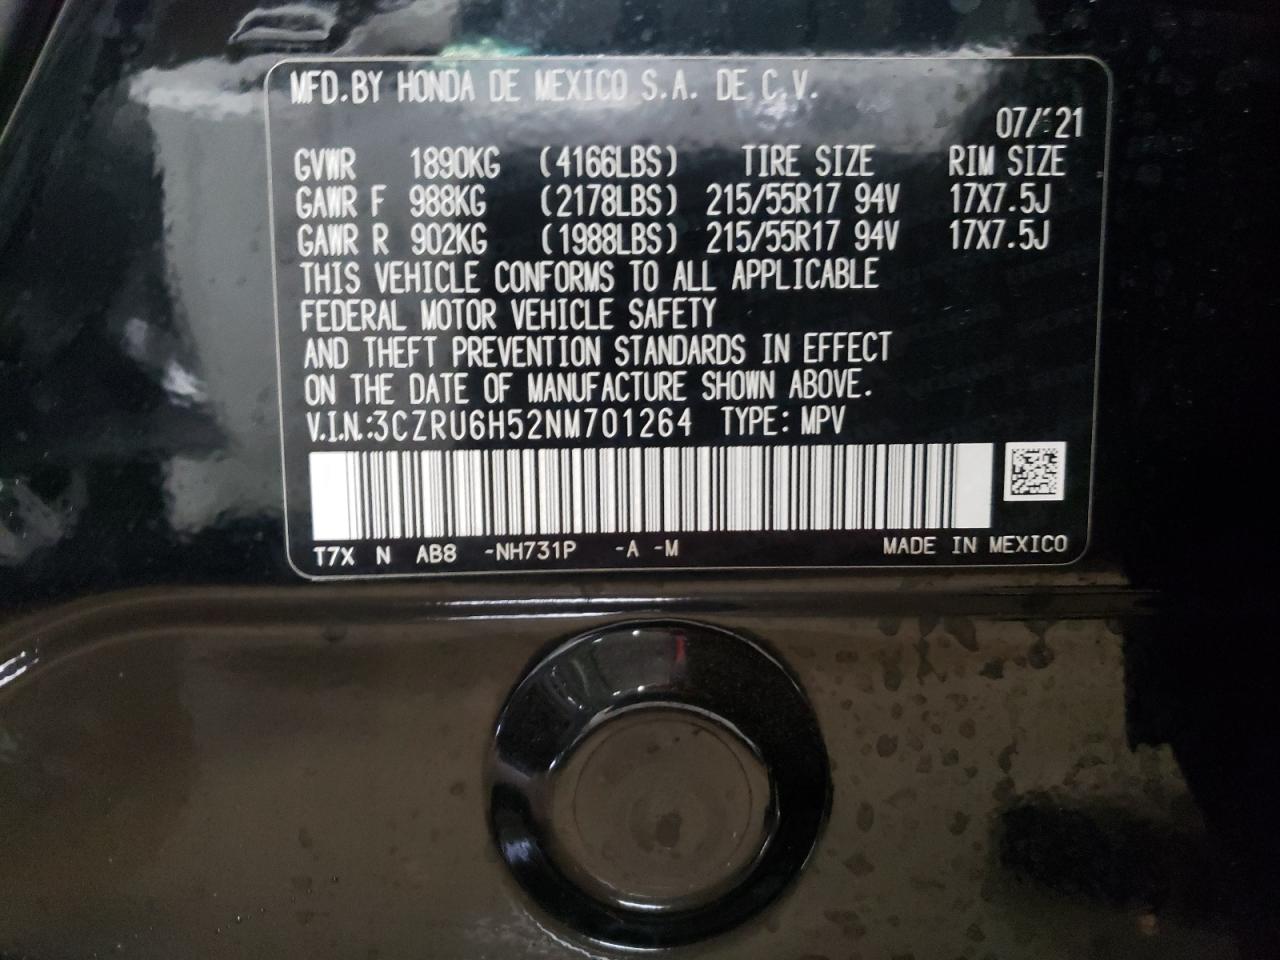 MFD.BY HONDA DE MEXICO S.A. DE C.V.
07/21
GVWR 1890KG (4166LBS) TIRE SIZE RIM SIZE
GAWR F 988KG (2178LBS) 215/55R17 94V 17X7.5J
GAWR R 902KG (1988LBS) 215/55R17 94V 17X7.5J
THIS VEHICLE CONFORMS TO ALL APPLICABLE
FEDERAL MOTOR VEHICLE SAFETY
AND THEFT PREVENTION STANDARDS IN EFFECT
ON THE DATE OF MANUFACTURE SHOWN ABOVE.
V.I.N.:3CZRU6H52NM701264 TYPE: MPV
T7X N AB8 -NH731P -A -M MADE IN MEXICO